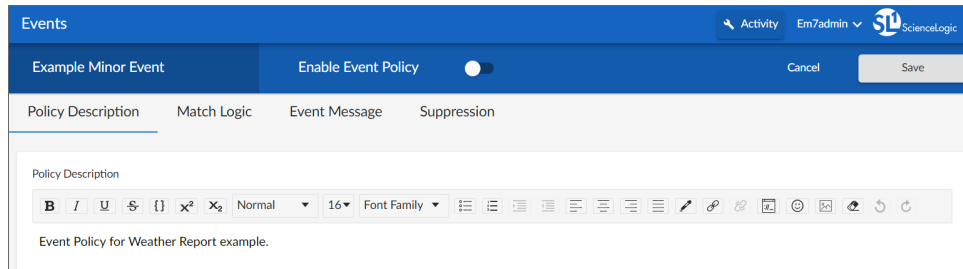 Events
Activity
Em7admin
SL1 ScienceLogic
Example Minor Event
Enable Event Policy
Cancel
Save
Policy Description
Match Logic
Event Message
Suppression
Policy Description
B I U S {} X² X₂ Normal 16 Font Family
Event Policy for Weather Report example.